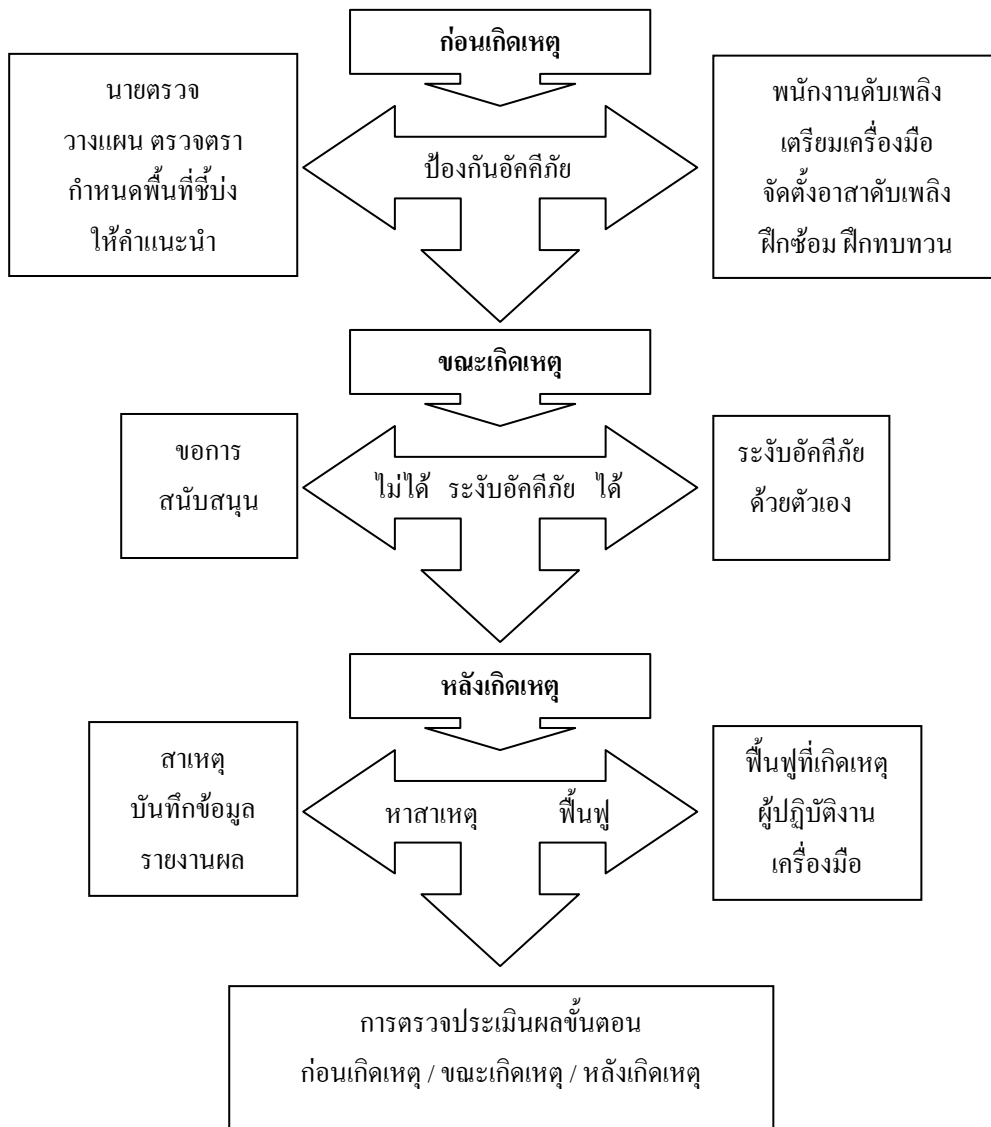 ก่อนเกิดเหตุ
นายตรวจ
วางแผน ตรวจตรา
กำหนดพื้นที่ชี้บ่ง
ให้คำแนะนำ
ป้องกันอัคคีภัย
พนักงานดับเพลิง
เตรียมเครื่องมือ
จัดตั้งอาสาดับเพลิง
ฝึกซ้อม ฝึกทบทวน
ขณะเกิดเหตุ
ขอการ
สนับสนุน
ไม่ได้ ระงับอัคคีภัย ได้
ระงับอัคคีภัย
ด้วยตัวเอง
หลังเกิดเหตุ
สาเหตุ
บันทึกข้อมูล
รายงานผล
หาสาเหตุ ฟื้นฟู
ฟื้นฟูที่เกิดเหตุ
ผู้ปฏิบัติงาน
เครื่องมือ
การตรวจประเมินผลขั้นตอน
ก่อนเกิดเหตุ / ขณะเกิดเหตุ / หลังเกิดเหตุ